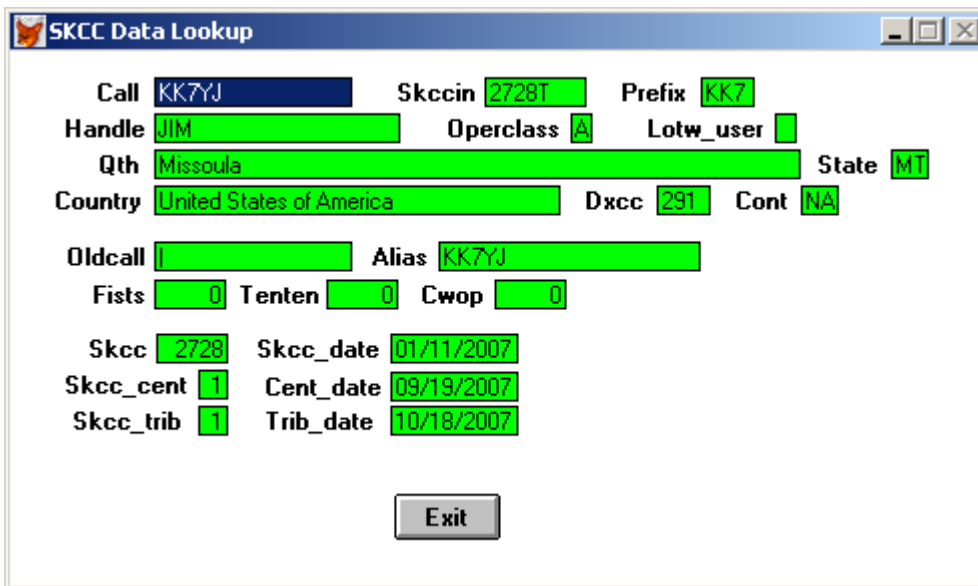 SKCC Data Lookup
Call KK7YJ Skccin 2728T Prefix KK7
Handle JIM Operclass A Lotw_user
Qth Missoula State MT
Country United States of America Dxcc 291 Cont NA
Oldcall Alias KK7YJ
Fists 0 Tenten 0 Cwop 0
Skcc 2728 Skcc_date 01/11/2007
Skcc_cent 1 Cent_date 09/19/2007
Skcc_trib 1 Trib_date 10/18/2007
Exit